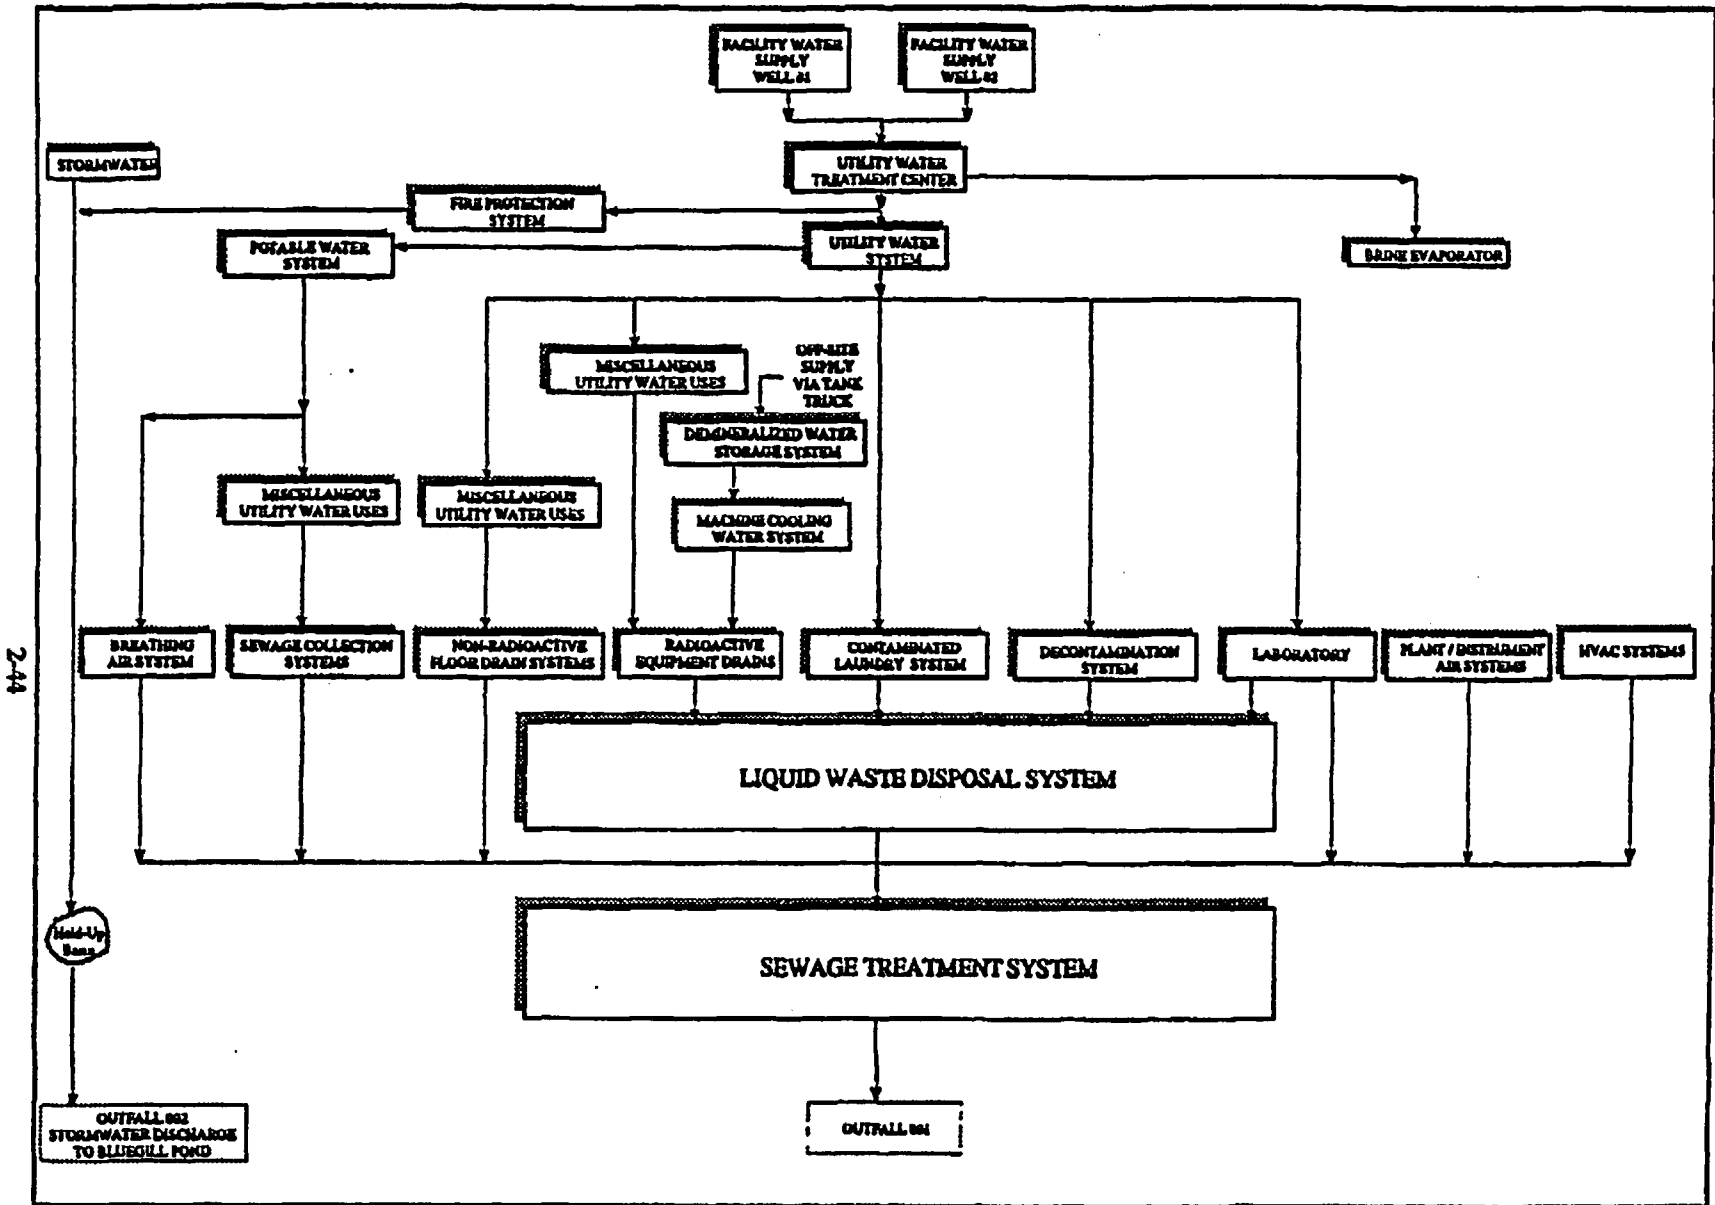 FACILITY WATER
SUPPLY
WELL #1
FACILITY WATER
SUPPLY
WELL #2
STORMWATER
UTILITY WATER
TREATMENT CENTER
FIRE PROTECTION
SYSTEM
POTABLE WATER
SYSTEM
UTILITY WATER
SYSTEM
BRINE EVAPORATOR
MISCELLANEOUS
UTILITY WATER USES
OFF-SITE
SUPPLY
VIA TANK
TRUCK
DEMINERALIZED WATER
STORAGE SYSTEM
MISCELLANEOUS
UTILITY WATER USES
MISCELLANEOUS
UTILITY WATER USES
MACHINE COOLING
WATER SYSTEM
BREATHING
AIR SYSTEM
SEWAGE COLLECTION
SYSTEMS
NON-RADIOACTIVE
FLOOR DRAIN SYSTEMS
RADIOACTIVE
EQUIPMENT DRAINS
CONTAMINATED
LAUNDRY SYSTEM
DECONTAMINATION
SYSTEM
LABORATORY
PLANT / INSTRUMENT
AIR SYSTEMS
HVAC SYSTEMS
2-44
LIQUID WASTE DISPOSAL SYSTEM
Hold-Up
SEWAGE TREATMENT SYSTEM
OUTFALL 002
STORMWATER DISCHARGE
TO BLUEGILL POND
OUTFALL 001